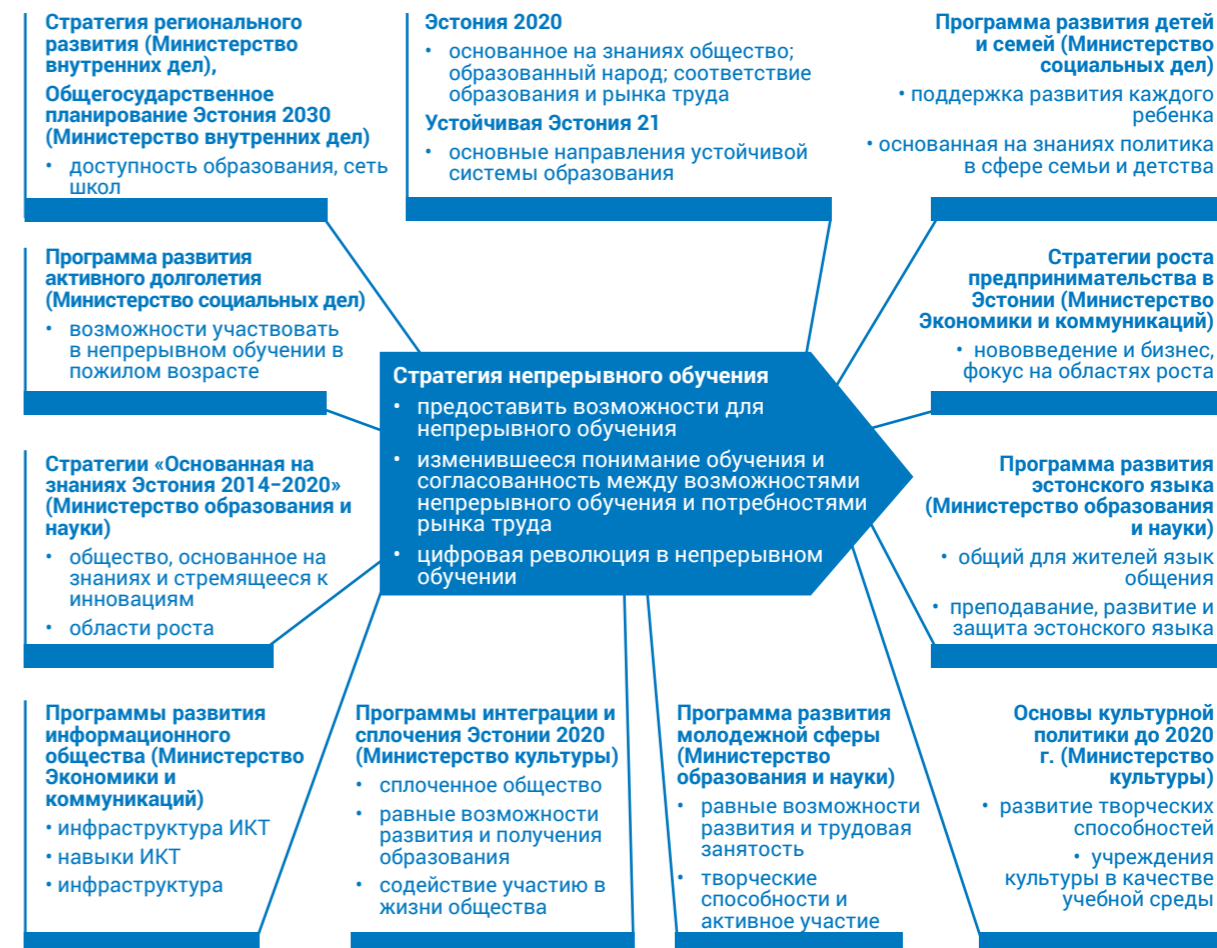 Стратегия регионального
развития (Министерство
внутренних дел),
Общегосударственное
планирование Эстония 2030
(Министерство внутренних дел)
• доступность образования, сеть
школ
Эстония 2020
• основанное на знаниях общество;
образованный народ; соответствие
образования и рынка труда
Устойчивая Эстония 21
• основные направления устойчивой
системы образования
Программа развития детей
и семей (Министерство
социальных дел)
• поддержка развития каждого
ребенка
• основанная на знаниях политика
в сфере семьи и детства
Программа развития
активного долголетия
(Министерство социальных дел)
• возможности участвовать
в непрерывном обучении в
пожилом возрасте
Стратегии роста
предпринимательства в
Эстонии (Министерство
Экономики и коммуникаций)
• нововведение и бизнес,
фокус на областях роста
Стратегия непрерывного обучения
• предоставить возможности для
непрерывного обучения
• изменившееся понимание обучения и
согласованность между возможностями
непрерывного обучения и потребностями
рынка труда
• цифровая революция в непрерывном
обучении
Стратегии «Основанная на
знаниях Эстония 2014–2020»
(Министерство образования и
науки)
• общество, основанное на
знаниях и стремящееся к
инновациям
• области роста
Программа развития
эстонского языка
(Министерство образования
и науки)
• общий для жителей язык
общения
• преподавание, развитие и
защита эстонского языка
Программы развития
информационного
общества (Министерство
Экономики и
коммуникаций)
• инфраструктура ИКТ
• навыки ИКТ
• инфраструктура
Программы интеграции и
сплочения Эстонии 2020
(Министерство культуры)
• сплоченное общество
• равные возможности
развития и получения
образования
• содействие участию в
жизни общества
Программа развития
молодежной сферы
(Министерство
образования и науки)
• равные возможности
развития и трудовая
занятость
• творческие
способности и
активное участие
Основы культурной
политики до 2020
г. (Министерство
культуры)
• развитие творческих
способностей
• учреждения
культуры в качестве
учебной среды